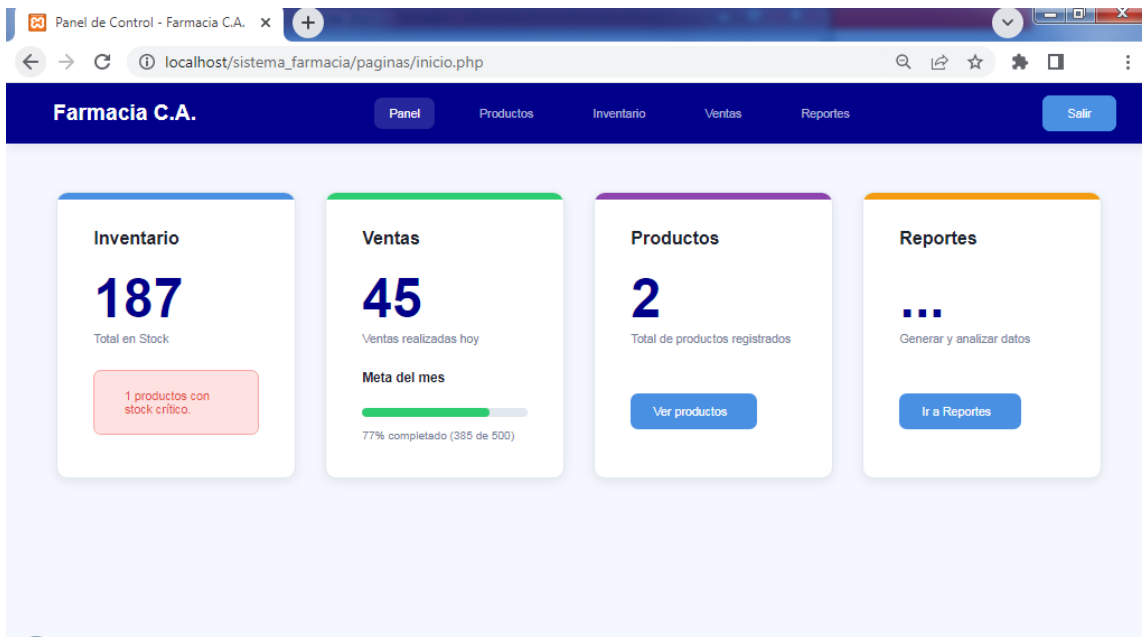 Panel de Control - Farmacia C.A.
localhost/sistema_farmacia/paginas/inicio.php
Farmacia C.A.
Panel
Productos
Inventario
Ventas
Reportes
Salir
Inventario
187
Total en Stock
1 productos con
stock crítico.
Ventas
45
Ventas realizadas hoy
Meta del mes
77% completado (385 de 500)
Productos
2
Total de productos registrados
Ver productos
Reportes
...
Generar y analizar datos
Ir a Reportes